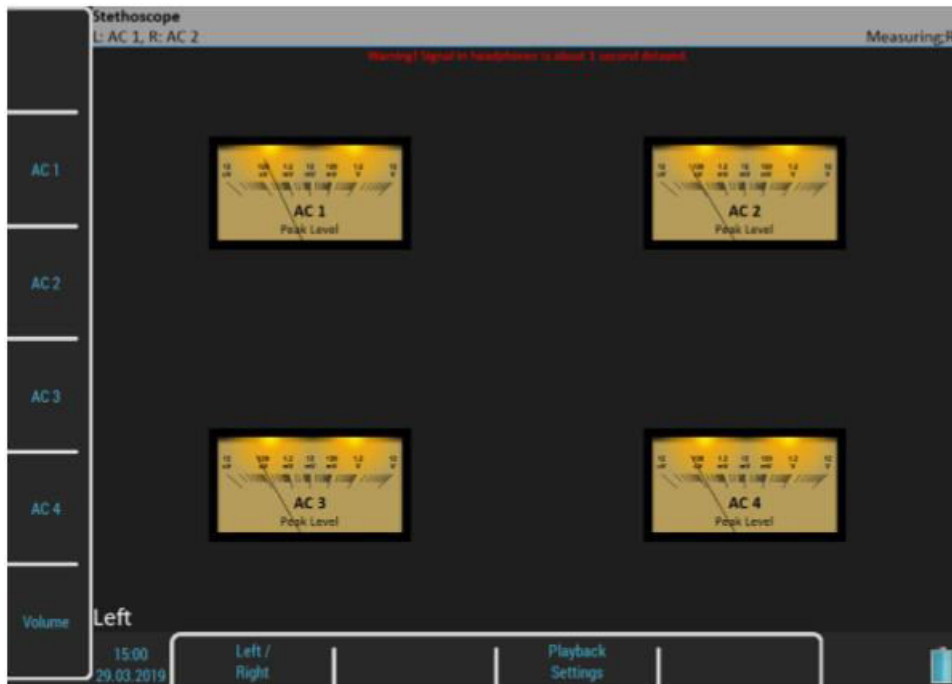 Stethoscope
L: AC 1, R: AC 2
Measuring;R
Warning! Signal in headphones is about 1 second delayed.
AC 1
AC 2
AC 3
AC 4
Volume
AC 1
Peak Level
AC 2
Peak Level
AC 3
Peak Level
AC 4
Peak Level
Left
15:00
29.03.2019
Left /
Right
Playback
Settings